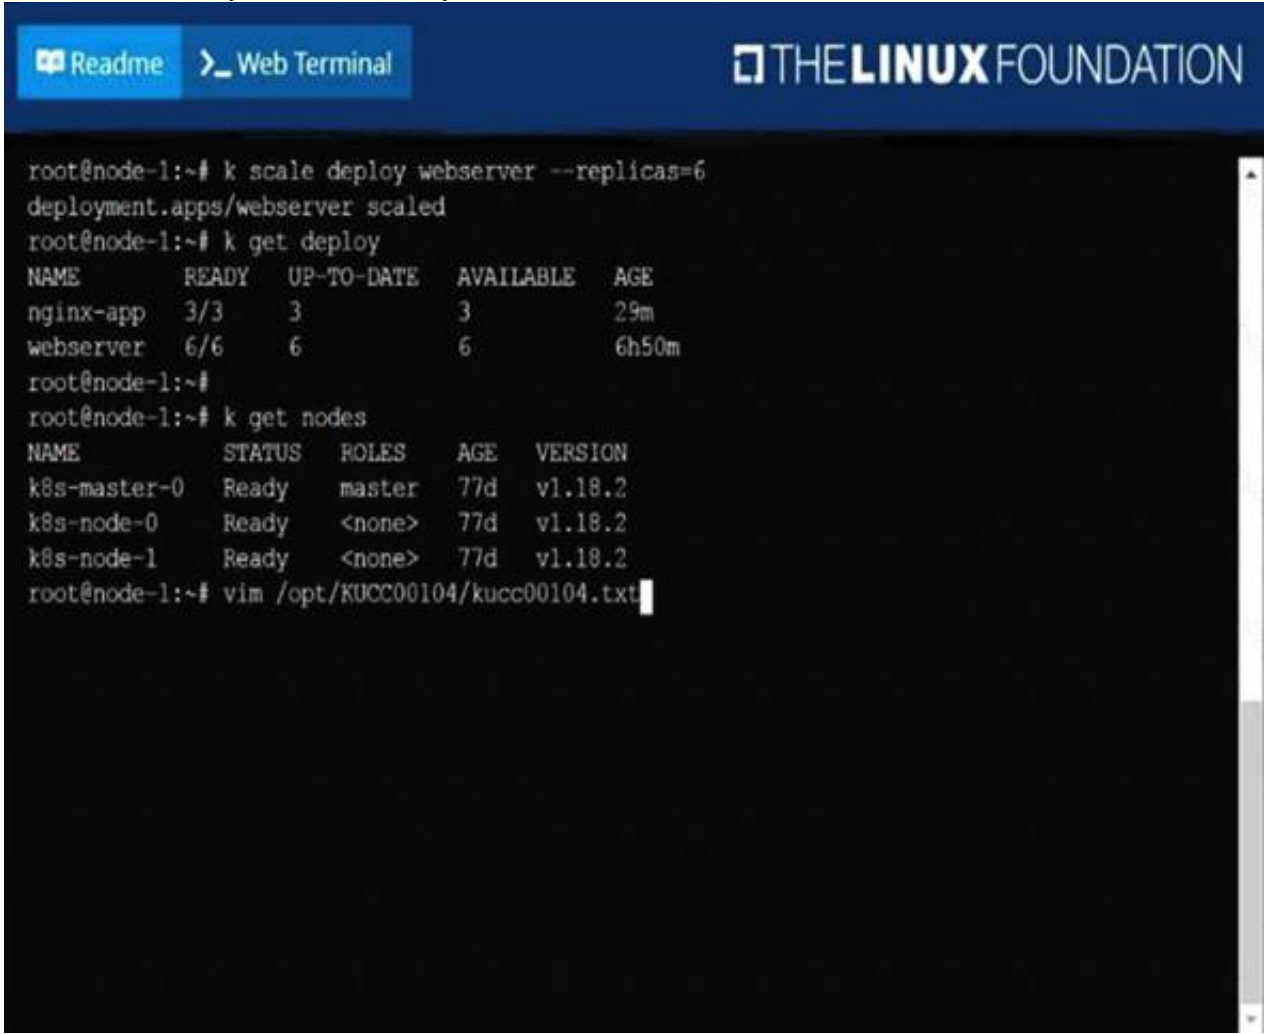 Readme >_ Web Terminal THE LINUX FOUNDATION
root@node-1:~# k scale deploy webserver --replicas=6
deployment.apps/webserver scaled
root@node-1:~# k get deploy
NAME READY UP-TO-DATE AVAILABLE AGE
nginx-app 3/3 3 3 29m
webserver 6/6 6 6 6h50m
root@node-1:~#
root@node-1:~# k get nodes
NAME STATUS ROLES AGE VERSION
k8s-master-0 Ready master 77d v1.18.2
k8s-node-0 Ready <none> 77d v1.18.2
k8s-node-1 Ready <none> 77d v1.18.2
root@node-1:~# vim /opt/KUCC00104/kucc00104.txt